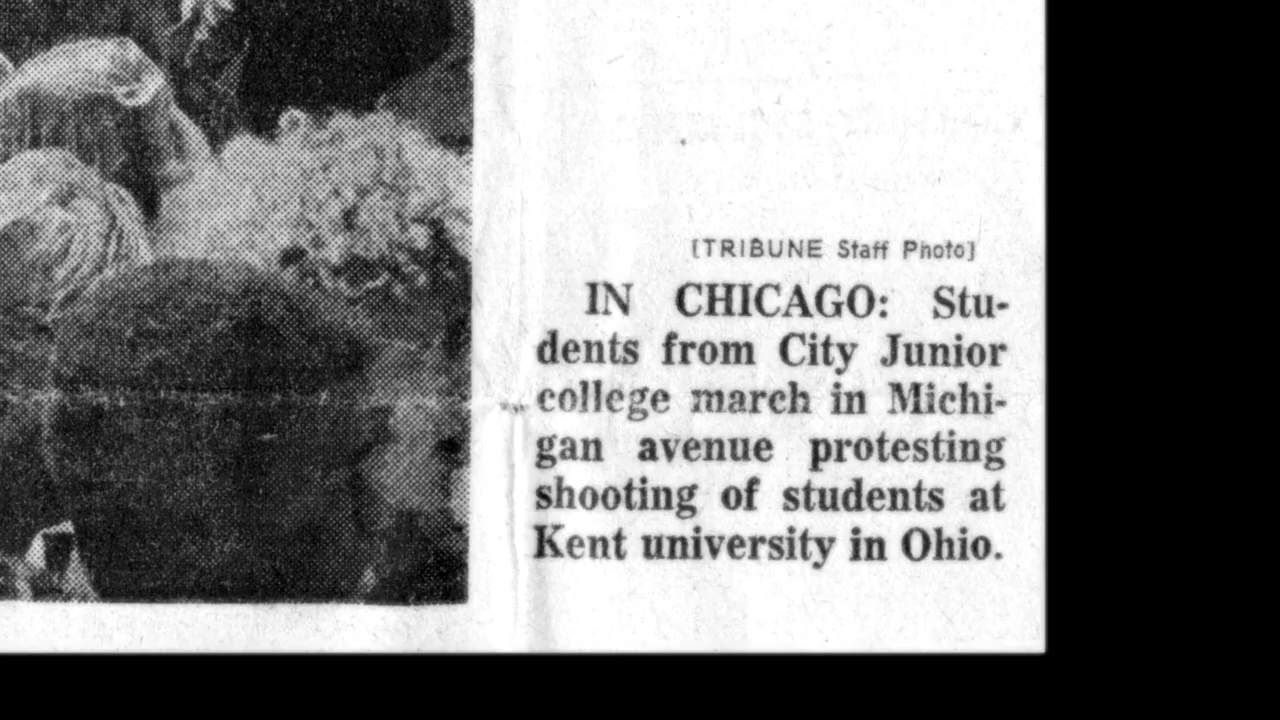 [TRIBUNE Staff Photo]
IN CHICAGO: Stu-
dents from City Junior
college march in Michi-
gan avenue protesting
shooting of students at
Kent university in Ohio.